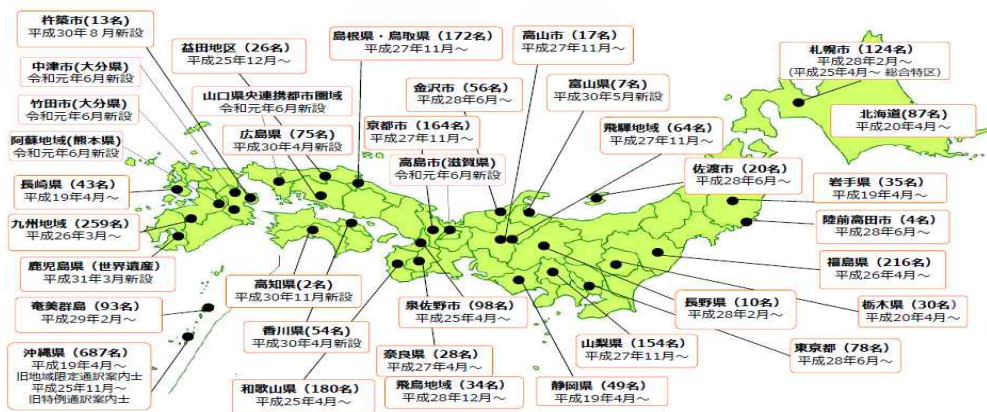 杵築市(13名)
平成30年8月新設
中津市(大分県)
令和元年6月新設
竹田市(大分県)
令和元年6月新設
阿蘇地域(熊本県)
令和元年6月新設
長崎県(43名)
平成19年4月～
九州地域(259名)
平成26年3月～
鹿児島県(世界遺産)
平成31年3月新設
奄美群島(93名)
平成29年2月～
沖縄県(687名)
平成19年4月～
旧地域限定通訳案内士
平成25年11月～
旧特例通訳案内士
益田地区(26名)
平成25年12月～
山口県央連携都市圏域
令和元年6月新設
広島県(75名)
平成30年4月新設
島根県・鳥取県(172名)
平成27年11月～
金沢市(56名)
平成28年6月～
京都市(164名)
平成27年11月～
高島市(滋賀県)
令和元年6月新設
高山市(17名)
平成27年11月～
富山県(7名)
平成30年5月新設
飛騨地域(64名)
平成27年11月～
佐渡市(20名)
平成28年6月～
札幌市(124名)
平成28年2月～
(平成25年4月～ 総合特区)
北海道(87名)
平成20年4月～
岩手県(35名)
平成19年4月～
陸前高田市(4名)
平成28年6月～
福島県(216名)
平成26年4月～
栃木県(30名)
平成20年4月～
東京都(78名)
平成28年6月～
長野県(10名)
平成28年2月～
山梨県(154名)
平成27年11月～
静岡県(49名)
平成19年4月～
泉佐野市(98名)
平成25年4月～
奈良県(28名)
平成27年4月～
飛鳥地域(34名)
平成28年12月～
高知県(2名)
平成30年11月新設
香川県(54名)
平成30年4月新設
和歌山県(180名)
平成25年4月～